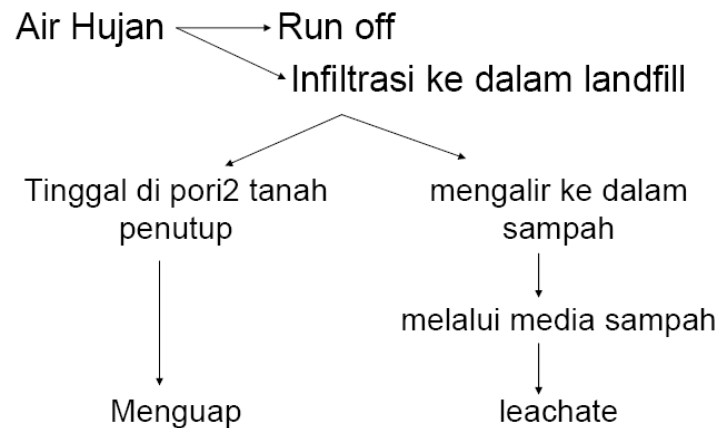 Air Hujan
Run off
Infiltrasi ke dalam landfill
Tinggal di pori2 tanah
penutup
mengalir ke dalam
sampah
melalui media sampah
Menguap
leachate